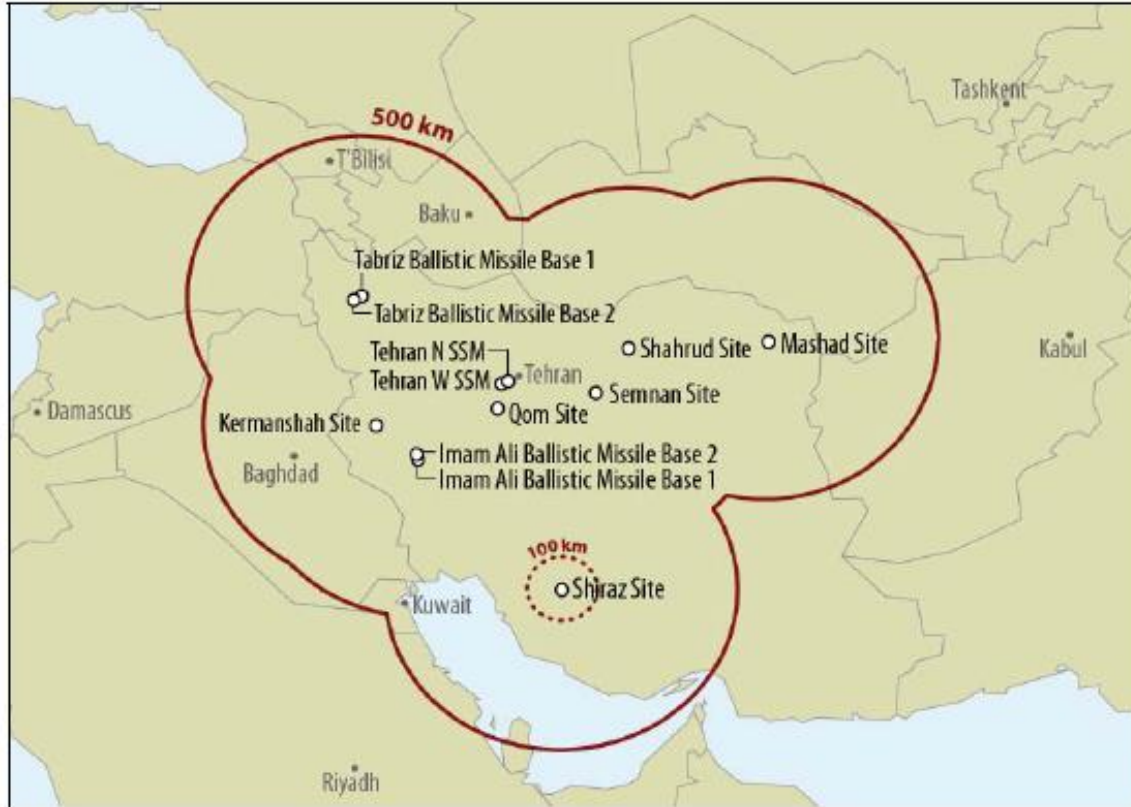 Tashkent
500 km
T'Bilisi
Baku
Tabriz Ballistic Missile Base 1
Tabriz Ballistic Missile Base 2
Tehran N SSM
Shahrud Site
Mashad Site
Kabul
Tehran W SSM
Tehran
Semnan Site
Damascus
Kermanshah Site
Qom Site
Imam Ali Ballistic Missile Base 2
Baghdad
Imam Ali Ballistic Missile Base 1
100 km
Shiraz Site
Kuwait
Riyadh